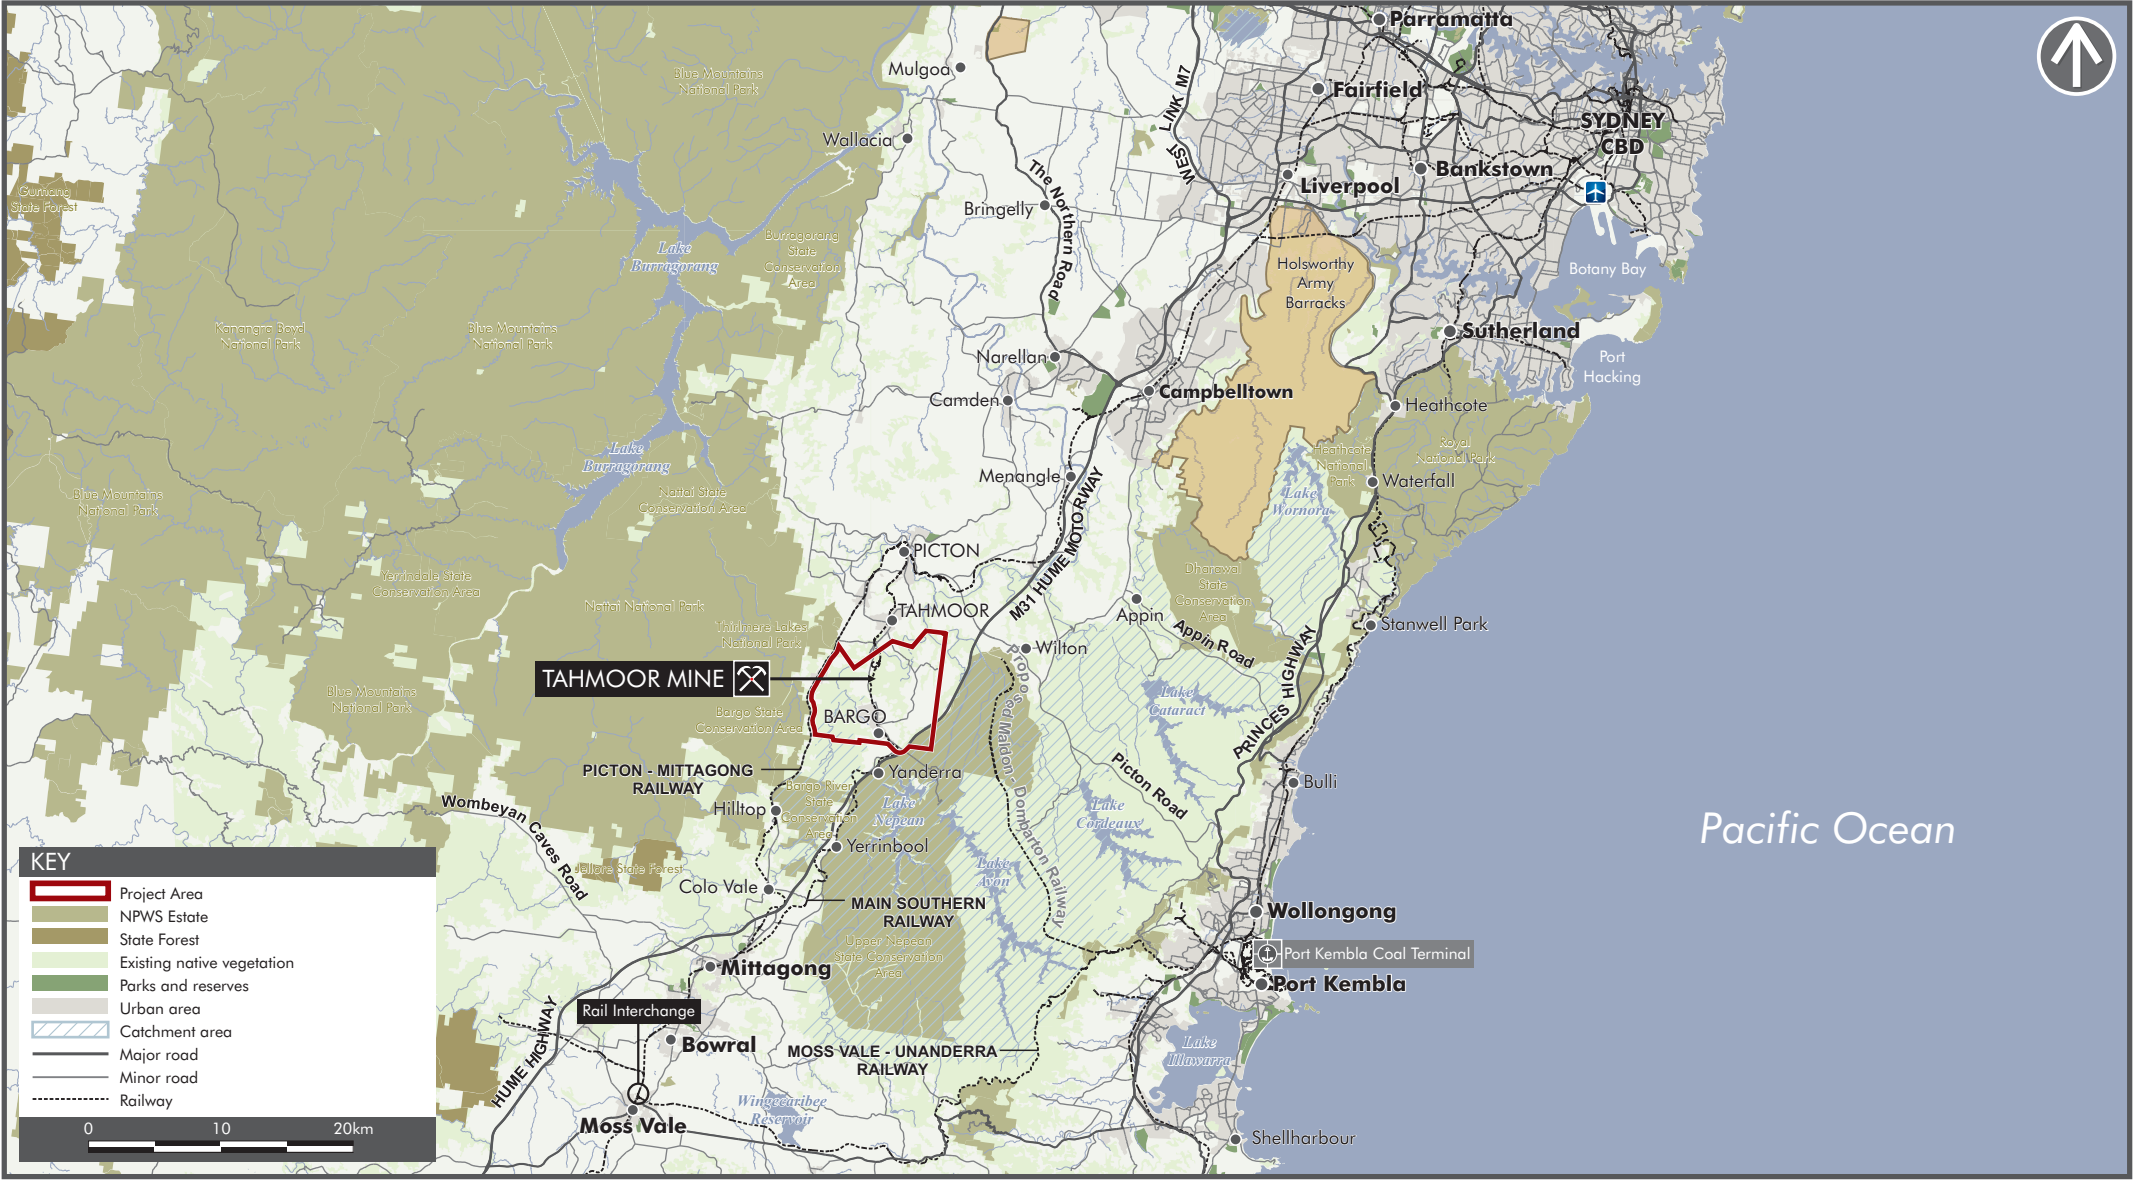 Parramatta
Mulgoa
Blue Mountains
National Park
WEST LINK M7
Fairfield
SYDNEY
CBD
Wallacia
Bankstown
Liverpool
Gurnang
State Forest
The Northern Road
Bringelly
Lake
Burragorang
Burragorang
State
Conservation
Area
Holsworthy
Army
Barracks
Botany Bay
Kanangra Boyd
National Park
Blue Mountains
National Park
Sutherland
Port
Hacking
Narellan
Camden
Campbelltown
Heathcote
Lake
Burragorang
Heathcote
National
Park
Royal
National Park
Menangle
Waterfall
Blue Mountains
National Park
Nattai State
Conservation Area
Lake
Wornora
M31 HUME MOTORWAY
PICTON
Yerrindale State
Conservation Area
Nattai National Park
Dharawal
State
Conservation
Area
TAHMOOR
Appin
Appin Road
Stanwell Park
Thirlmere Lakes
National Park
Wilton
TAHMOOR MINE
PRINCES HIGHWAY
Blue Mountains
National Park
Lake
Cataract
Bargo State
Conservation Area
BARGO
Proposed Maldon - Dombarton Railway
PICTON - MITTAGONG
RAILWAY
Yanderra
Picton Road
Bulli
Bargo River
State
Conservation
Area
Hilltop
Wombeyan Caves Road
Lake
Nepean
Lake
Cordeaux
Pacific Ocean
Yerrinbool
Jellore State Forest
Lake
Avon
Colo Vale
MAIN SOUTHERN
RAILWAY
Wollongong
Upper Nepean
State Conservation
Area
Port Kembla Coal Terminal
Mittagong
Port Kembla
Rail Interchange
HUME HIGHWAY
Bowral
MOSS VALE - UNANDERRA
RAILWAY
Lake
Illawarra
Wingecaribee
Reservoir
Moss Vale
Shellharbour
KEY
Project Area
NPWS Estate
State Forest
Existing native vegetation
Parks and reserves
Urban area
Catchment area
Major road
Minor road
Railway
0 10 20km